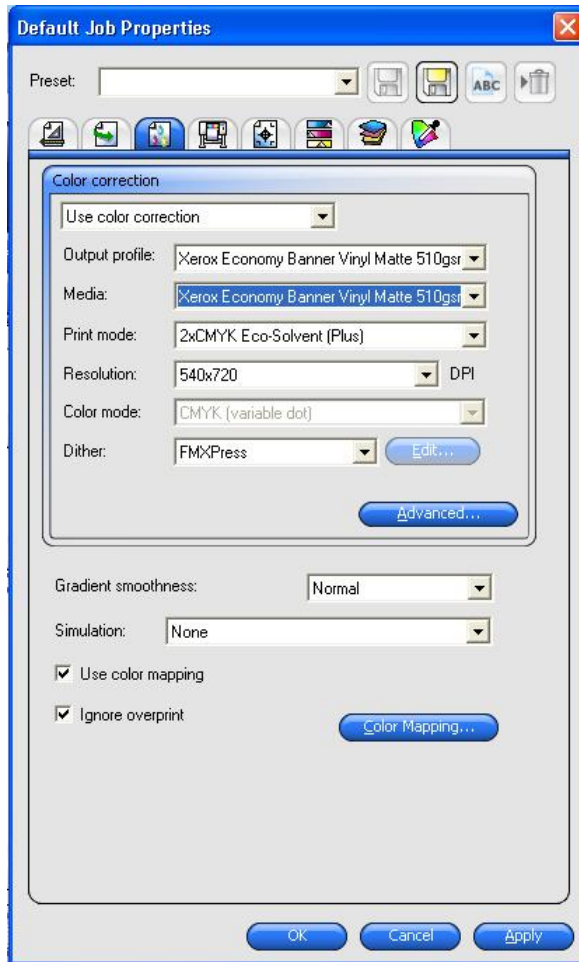 Default Job Properties
Preset:
ABC
Color correction
Use color correction
Output profile: Xerox Economy Banner Vinyl Matte 510gsr
Media: Xerox Economy Banner Vinyl Matte 510gsr
Print mode: 2xCMYK Eco-Solvent (Plus)
Resolution: 540x720 DPI
Color mode: CMYK (variable dot)
Dither: FMXPress Edit...
Advanced...
Gradient smoothness: Normal
Simulation: None
Use color mapping
Ignore overprint
Color Mapping...
OK Cancel Apply